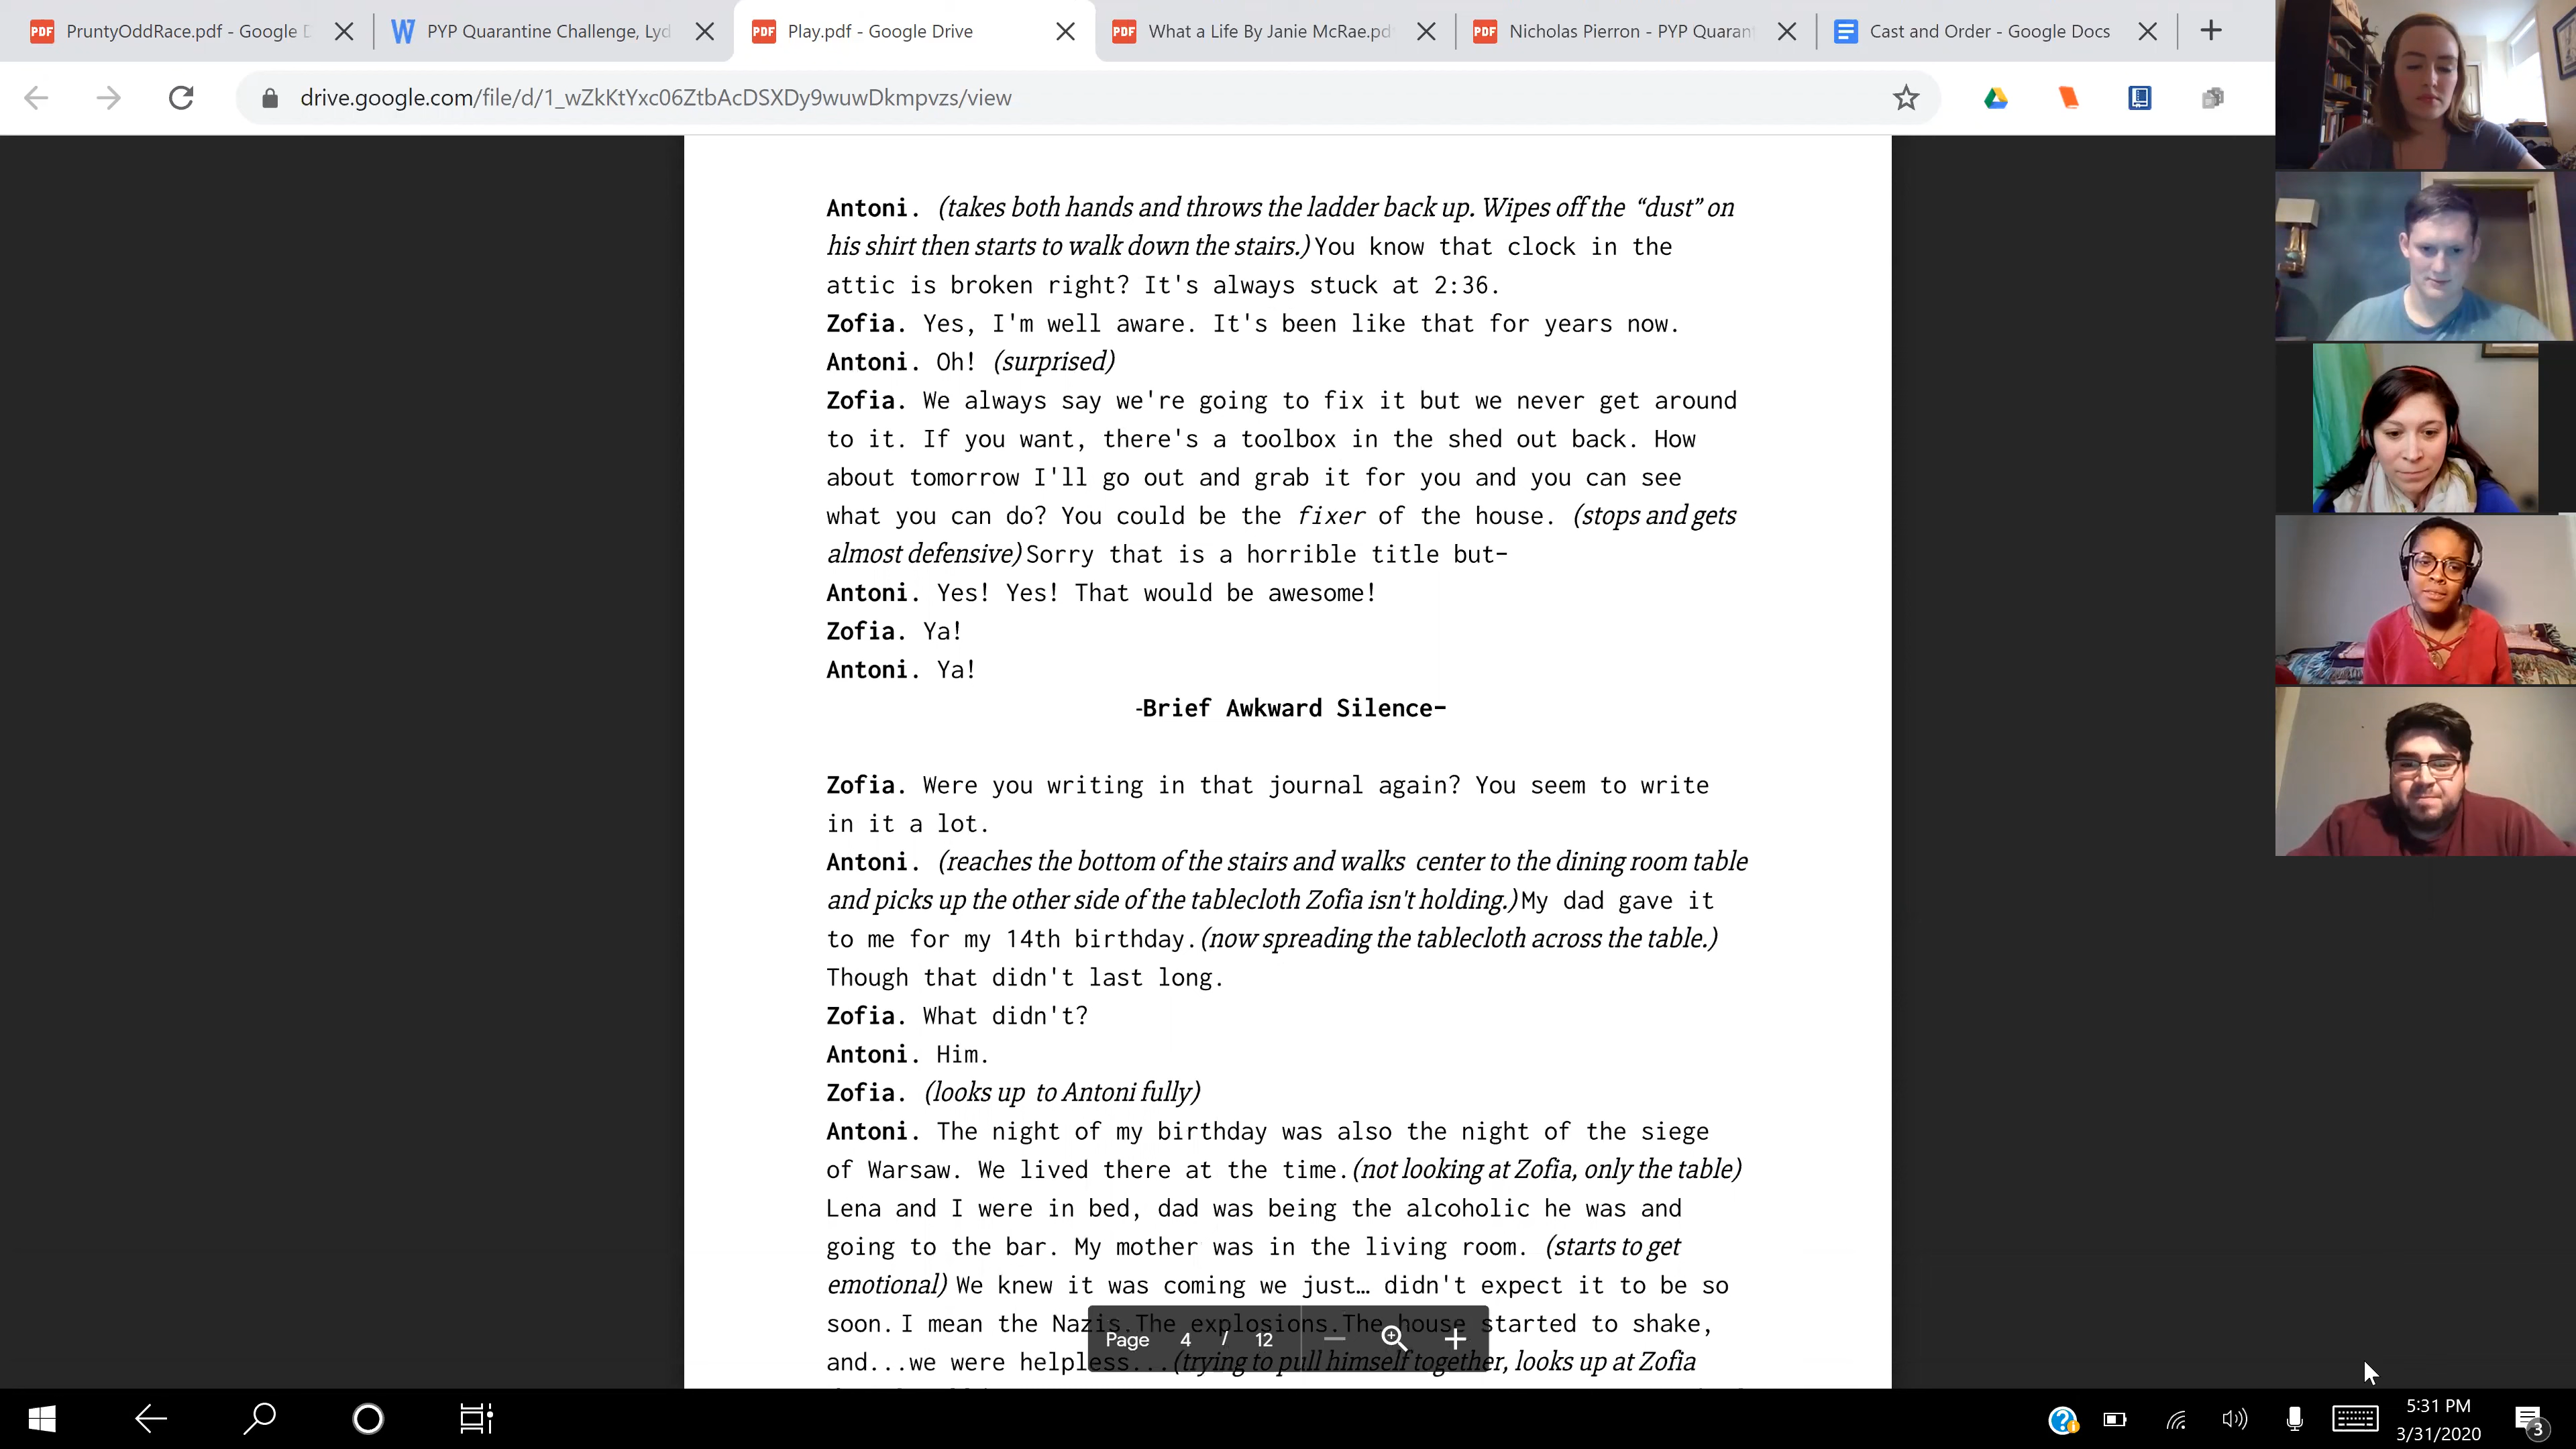 PruntyOddRace.pdf - Google D
PYP Quarantine Challenge, Lyd
Play.pdf - Google Drive
What a Life By Janie McRae.pdf
Nicholas Pierron - PYP Quaran
Cast and Order - Google Docs
drive.google.com/file/d/1_wZkKtYxc06ZtbAcDSXDy9wuwDkmpvzs/view
Antoni. (takes both hands and throws the ladder back up. Wipes off the “dust” on
his shirt then starts to walk down the stairs.) You know that clock in the
attic is broken right? It's always stuck at 2:36.
Zofia. Yes, I'm well aware. It's been like that for years now.
Antoni. Oh! (surprised)
Zofia. We always say we're going to fix it but we never get around
to it. If you want, there's a toolbox in the shed out back. How
about tomorrow I'll go out and grab it for you and you can see
what you can do? You could be the fixer of the house. (stops and gets
almost defensive) Sorry that is a horrible title but-
Antoni. Yes! Yes! That would be awesome!
Zofia. Ya!
Antoni. Ya!
-Brief Awkward Silence-
Zofia. Were you writing in that journal again? You seem to write
in it a lot.
Antoni. (reaches the bottom of the stairs and walks center to the dining room table
and picks up the other side of the tablecloth Zofia isn't holding.) My dad gave it
to me for my 14th birthday. (now spreading the tablecloth across the table.)
Though that didn't last long.
Zofia. What didn't?
Antoni. Him.
Zofia. (looks up to Antoni fully)
Antoni. The night of my birthday was also the night of the siege
of Warsaw. We lived there at the time. (not looking at Zofia, only the table)
Lena and I were in bed, dad was being the alcoholic he was and
going to the bar. My mother was in the living room. (starts to get
emotional) We knew it was coming we just… didn't expect it to be so
soon. I mean the Nazis. The explosions. The house started to shake,
and...we were helpless... (trying to pull himself together, looks up at Zofia
Page 4 / 12
5:31 PM
3/31/2020
3